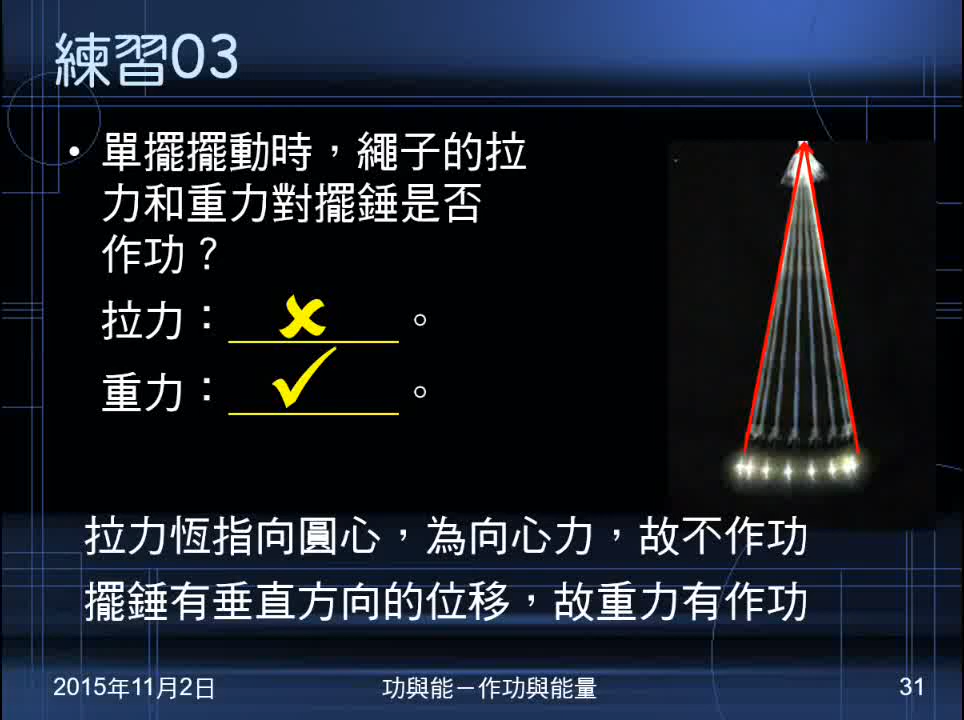 練習03
• 單擺擺動時，繩子的拉
力和重力對擺錘是否
作功？
拉力：✘。
重力：✓。
拉力恆指向圓心，為向心力，故不作功
擺錘有垂直方向的位移，故重力有作功
2015年11月2日
功與能－作功與能量
31